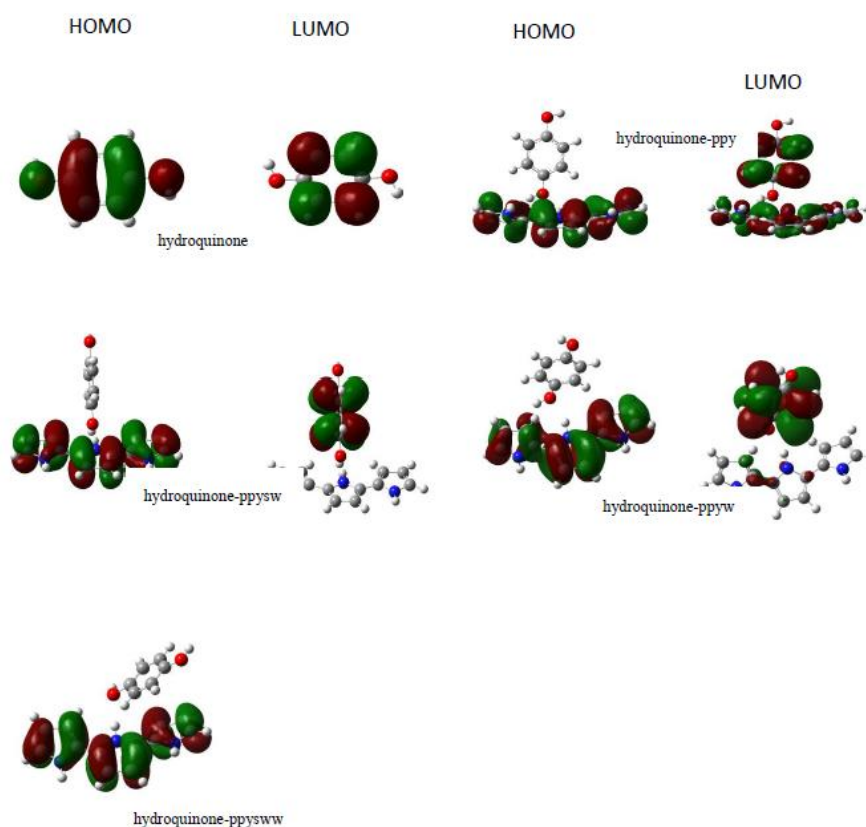 HOMO
LUMO
HOMO
LUMO
hydroquinone-ppy
hydroquinone
hydroquinone-ppysw
hydroquinone-ppyw
hydroquinone-ppysww